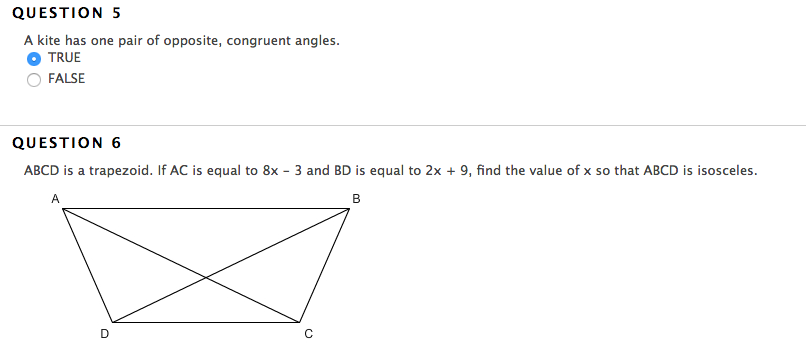 QUESTION 5
A kite has one pair of opposite, congruent angles.
TRUE
FALSE
QUESTION 6
ABCD is a trapezoid. If AC is equal to 8x – 3 and BD is equal to 2x + 9, find the value of x so that ABCD is isosceles.
A B
D C